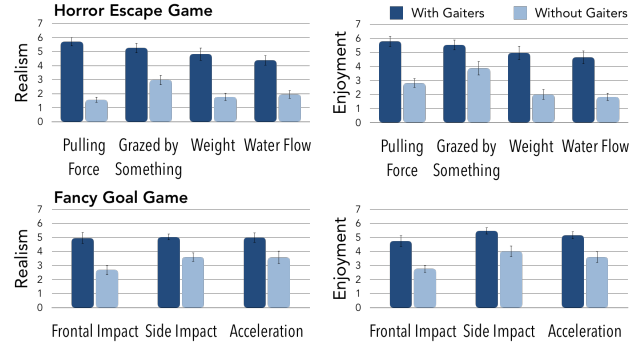 Horror Escape Game
With Gaiters Without Gaiters
Realism
7
6
5
4
3
2
1
0
Pulling Force Grazed by Something Weight Water Flow
Enjoyment
7
6
5
4
3
2
1
0
Pulling Force Grazed by Something Weight Water Flow
Fancy Goal Game
Realism
7
6
5
4
3
2
1
0
Frontal Impact Side Impact Acceleration
Enjoyment
7
6
5
4
3
2
1
0
Frontal Impact Side Impact Acceleration